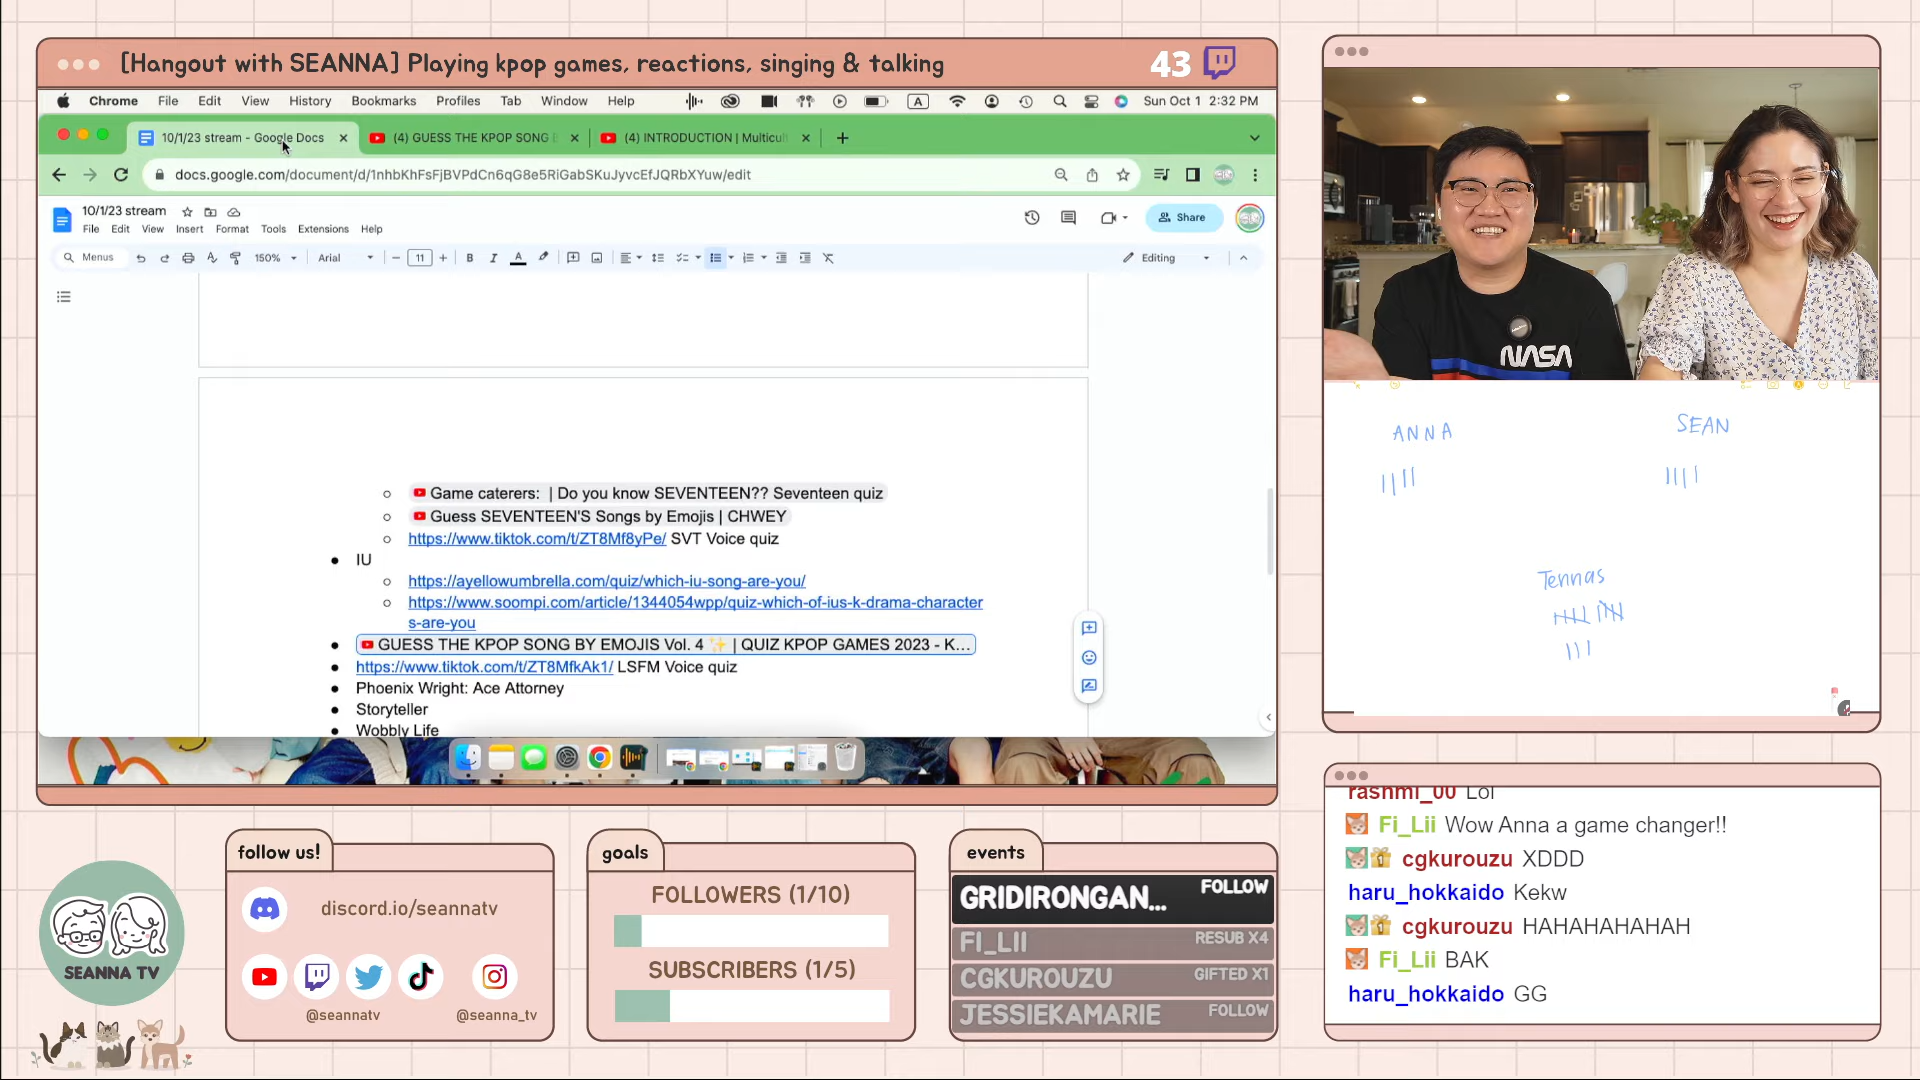 [Hangout with SEANNA] Playing kpop games, reactions, singing & talking
43
Chrome File Edit View History Bookmarks Profiles Tab Window Help
A
Sun Oct 1 2:32 PM
10/1/23 stream - Google Docs
(4) GUESS THE KPOP SONG
(4) INTRODUCTION | Multicul
docs.google.com/document/d/1nhbKhFsFjBVPdCn6qG8e5RiGabSKuJyvcEfJQRbXYuw/edit
10/1/23 stream
File Edit View Insert Format Tools Extensions Help
Share
Menus
150%
Arial
11
B I A
Editing
Game caterers: | Do you know SEVENTEEN?? Seventeen quiz
Guess SEVENTEEN'S Songs by Emojis | CHWEY
https://www.tiktok.com/t/ZT8Mf8yPe/ SVT Voice quiz
IU
https://ayellowumbrella.com/quiz/which-iu-song-are-you/
https://www.soompi.com/article/1344054wpp/quiz-which-of-ius-k-drama-character
s-are-you
GUESS THE KPOP SONG BY EMOJIS Vol. 4 ✨ | QUIZ KPOP GAMES 2023 - K...
https://www.tiktok.com/t/ZT8MfkAk1/ LSFM Voice quiz
Phoenix Wright: Ace Attorney
Storyteller
Wobbly Life
NASA
ANNA
SEAN
Tennas
rashmi_00 Lol
Fi_Lii Wow Anna a game changer!!
cgkurouzu XDDD
haru_hokkaido Kekw
cgkurouzu HAHAHAHAHAH
Fi_Lii BAK
haru_hokkaido GG
SEANNA TV
follow us!
discord.io/seannatv
@seannatv
@seanna_tv
goals
FOLLOWERS (1/10)
SUBSCRIBERS (1/5)
events
GRIDIRONGAN... FOLLOW
FI_LII RESUB X4
CGKUROUZU GIFTED X1
JESSIEKAMARIE FOLLOW